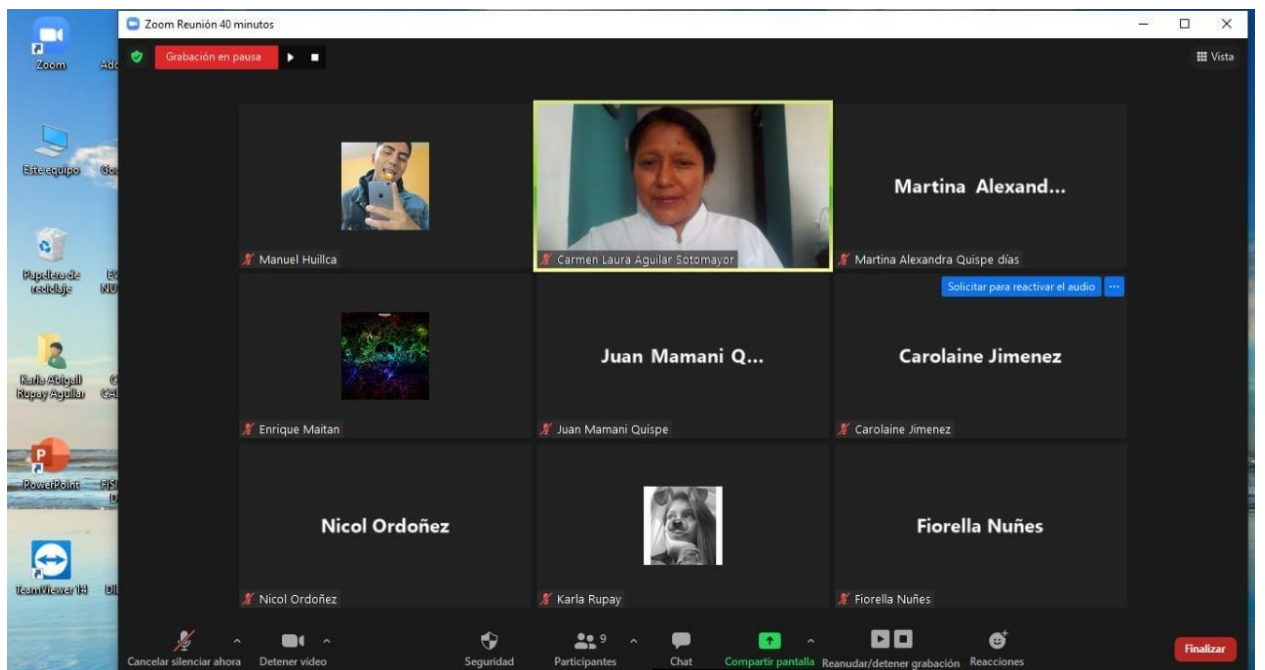 Zoom Reunión 40 minutos
Grabación en pausa
Vista
Zoom
Este equipo
Papelera de
reciclaje
Karla Abigail
Rupay Aguilar
PowerPoint
TeamViewer 14
Manuel Huillca
Carmen Laura Aguilar Sotomayor
Martina Alexand...
Martina Alexandra Quispe días
Solicitar para reactivar el audio
Enrique Maitan
Juan Mamani Q...
Juan Mamani Quispe
Carolaine Jimenez
Carolaine Jimenez
Nicol Ordoñez
Nicol Ordoñez
Karla Rupay
Fiorella Nuñes
Fiorella Nuñes
Cancelar silenciar ahora
Detener video
Seguridad
9
Participantes
Chat
Compartir pantalla
Reanudar/detener grabación
Reacciones
Finalizar